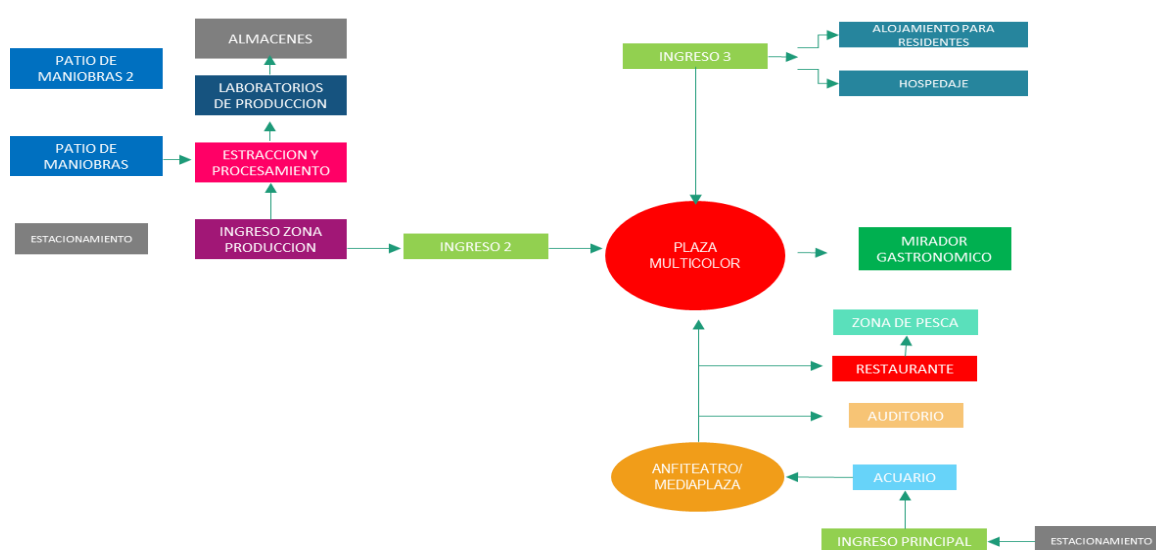 ALMACENES
PATIO DE
MANIOBRAS 2
LABORATORIOS
DE PRODUCCION
PATIO DE
MANIOBRAS
ESTRACCION Y
PROCESAMIENTO
ESTACIONAMIENTO
INGRESO ZONA
PRODUCCION
INGRESO 2
INGRESO 3
ALOJAMIENTO PARA
RESIDENTES
HOSPEDAJE
PLAZA
MULTICOLOR
MIRADOR
GASTRONOMICO
ZONA DE PESCA
RESTAURANTE
AUDITORIO
ANFITEATRO/
MEDIAPLAZA
ACUARIO
INGRESO PRINCIPAL
ESTACIONAMIENTO